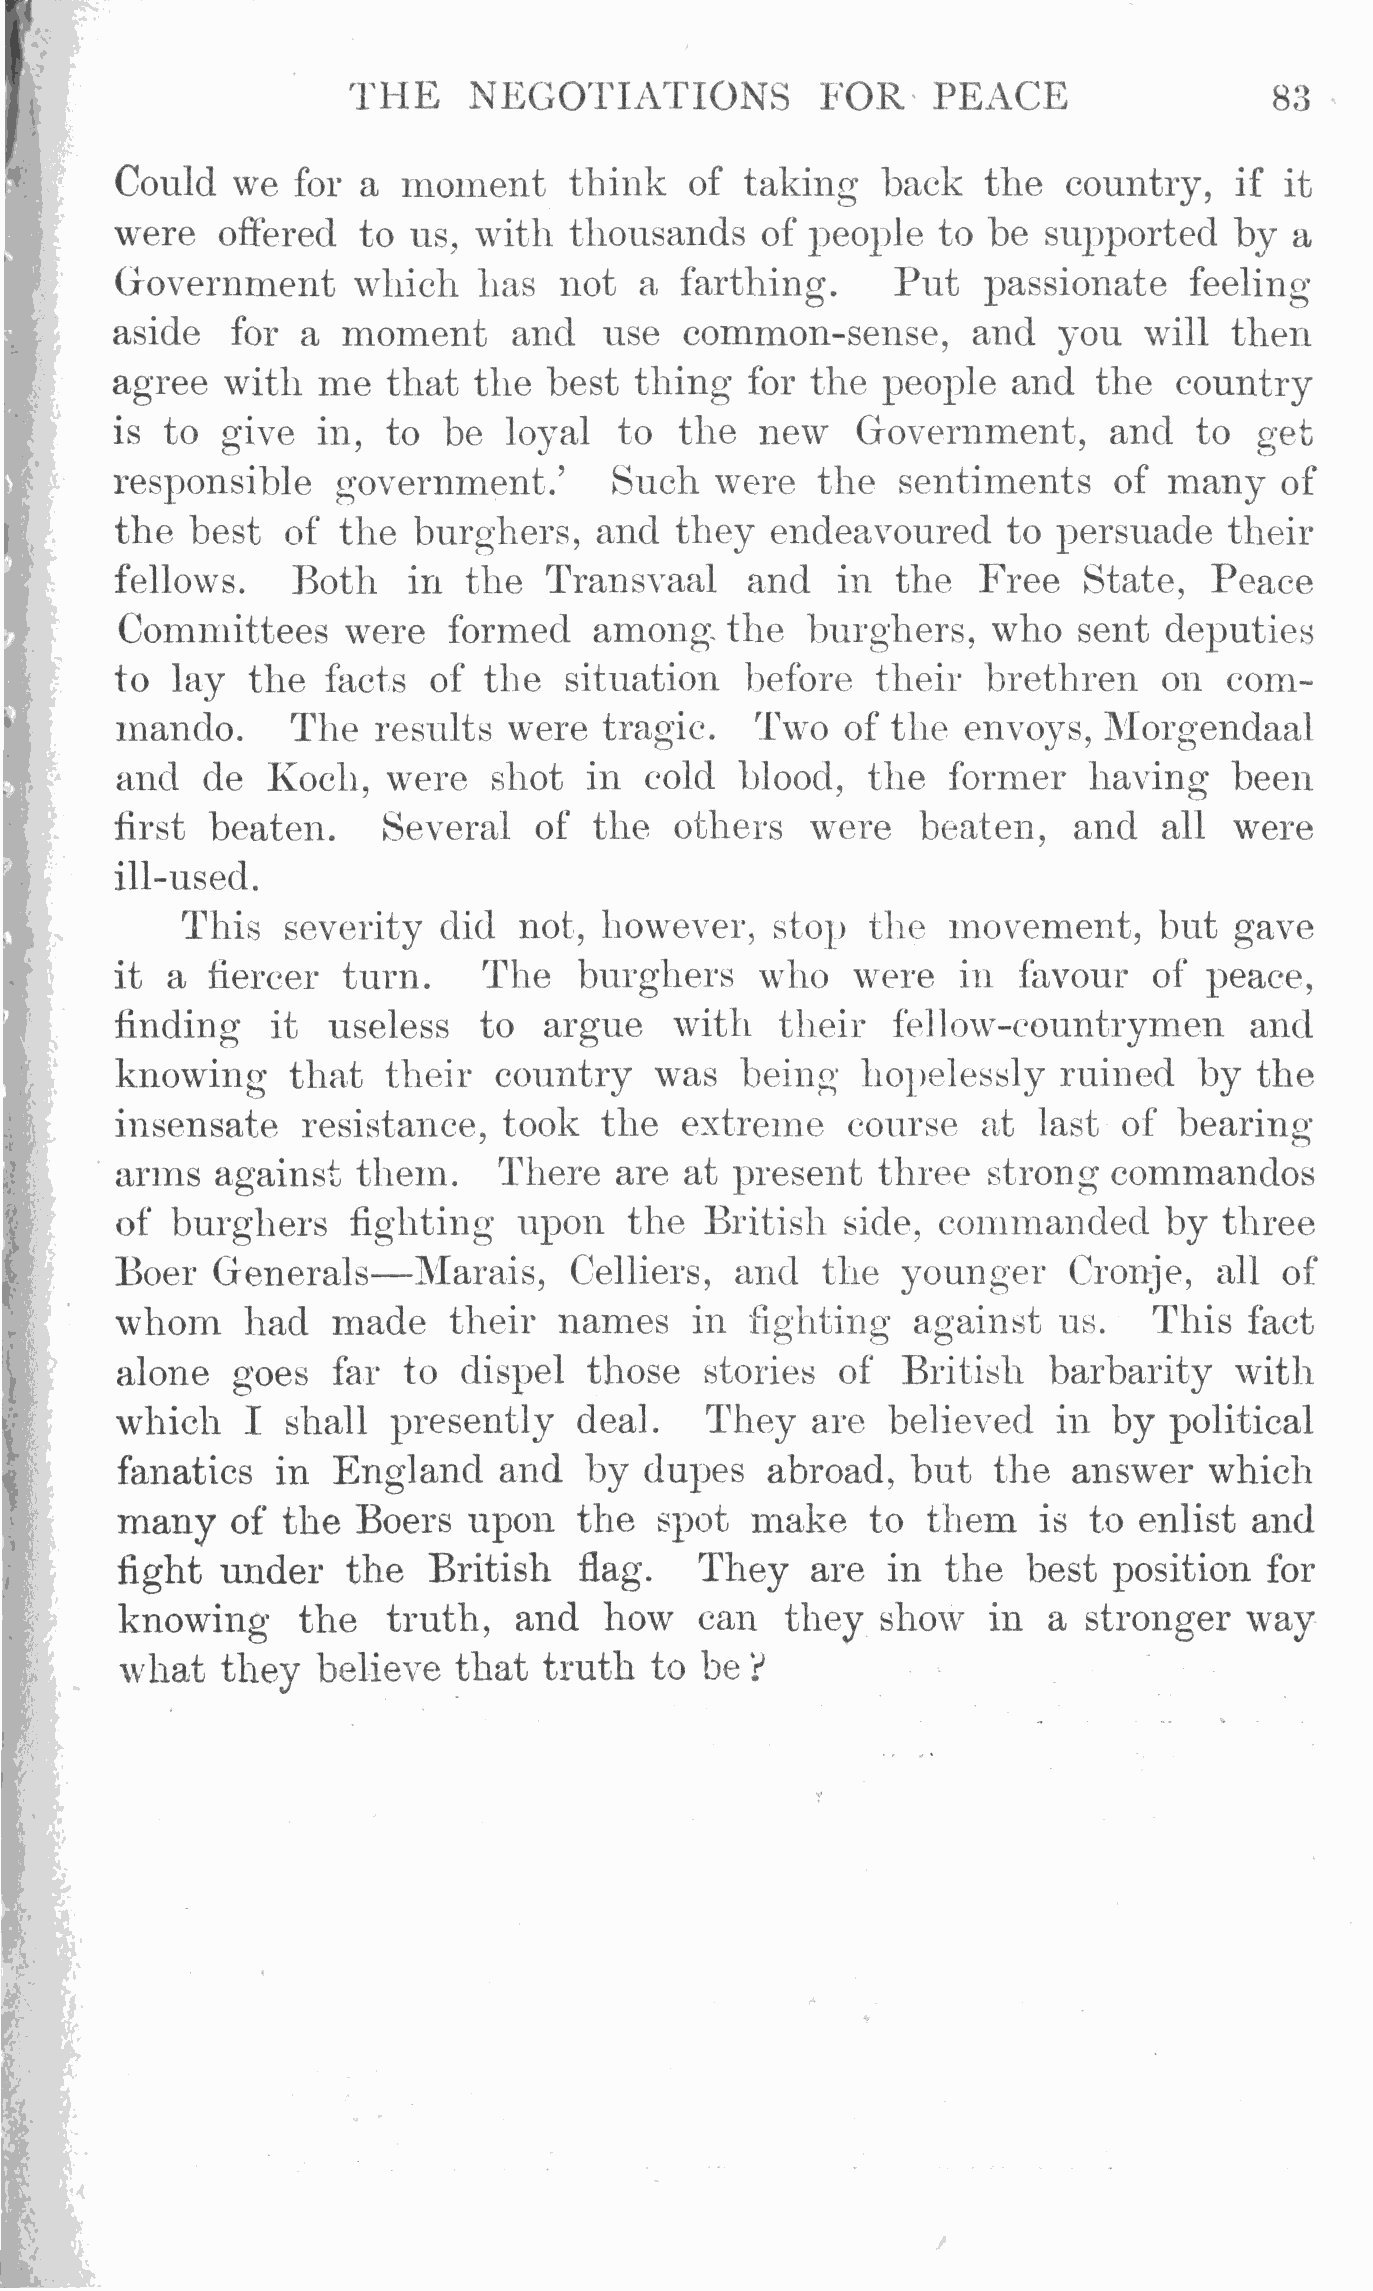 THE NEGOTIATIONS FOR PEACE 83
Could we for a moment think of taking back the country, if it
were offered to us, with thousands of people to be supported by a
Government which has not a farthing. Put passionate feeling
aside for a moment and use common-sense, and you will then
agree with me that the best thing for the people and the country
is to give in, to be loyal to the new Government, and to get
responsible government.’ Such were the sentiments of many of
the best of the burghers, and they endeavoured to persuade their
fellows. Both in the Transvaal and in the Free State, Peace
Committees were formed among the burghers, who sent deputies
to lay the facts of the situation before their brethren on com-
mando. The results were tragic. Two of the envoys, Morgendaal
and de Koch, were shot in cold blood, the former having been
first beaten. Several of the others were beaten, and all were
ill-used.
This severity did not, however, stop the movement, but gave
it a fiercer turn. The burghers who were in favour of peace,
finding it useless to argue with their fellow-countrymen and
knowing that their country was being hopelessly ruined by the
insensate resistance, took the extreme course at last of bearing
arms against them. There are at present three strong commandos
of burghers fighting upon the British side, commanded by three
Boer Generals—Marais, Celliers, and the younger Cronje, all of
whom had made their names in fighting against us. This fact
alone goes far to dispel those stories of British barbarity with
which I shall presently deal. They are believed in by political
fanatics in England and by dupes abroad, but the answer which
many of the Boers upon the spot make to them is to enlist and
fight under the British flag. They are in the best position for
knowing the truth, and how can they show in a stronger way
what they believe that truth to be?